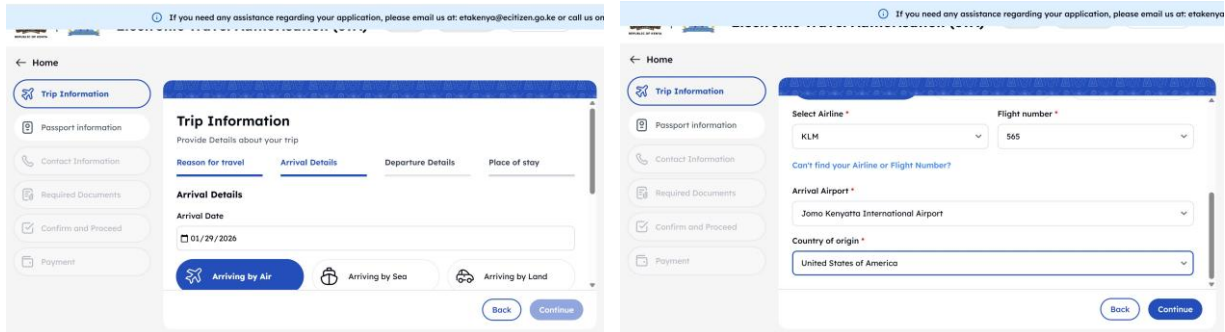 If you need any assistance regarding your application, please email us at: etakenya@ecitizen.go.ke or call us on
Home
Trip Information
Passport information
Contact Information
Required Documents
Confirm and Proceed
Payment
Trip Information
Provide Details about your trip
Reason for travel Arrival Details Departure Details Place of stay
Arrival Details
Arrival Date
01/29/2026
Arriving by Air Arriving by Sea Arriving by Land
Back Continue
If you need any assistance regarding your application, please email us at: etakenya
Home
Trip Information
Passport information
Contact Information
Required Documents
Confirm and Proceed
Payment
Select Airline * Flight number *
KLM 565
Can't find your Airline or Flight Number?
Arrival Airport *
Jomo Kenyatta International Airport
Country of origin *
United States of America
Back Continue